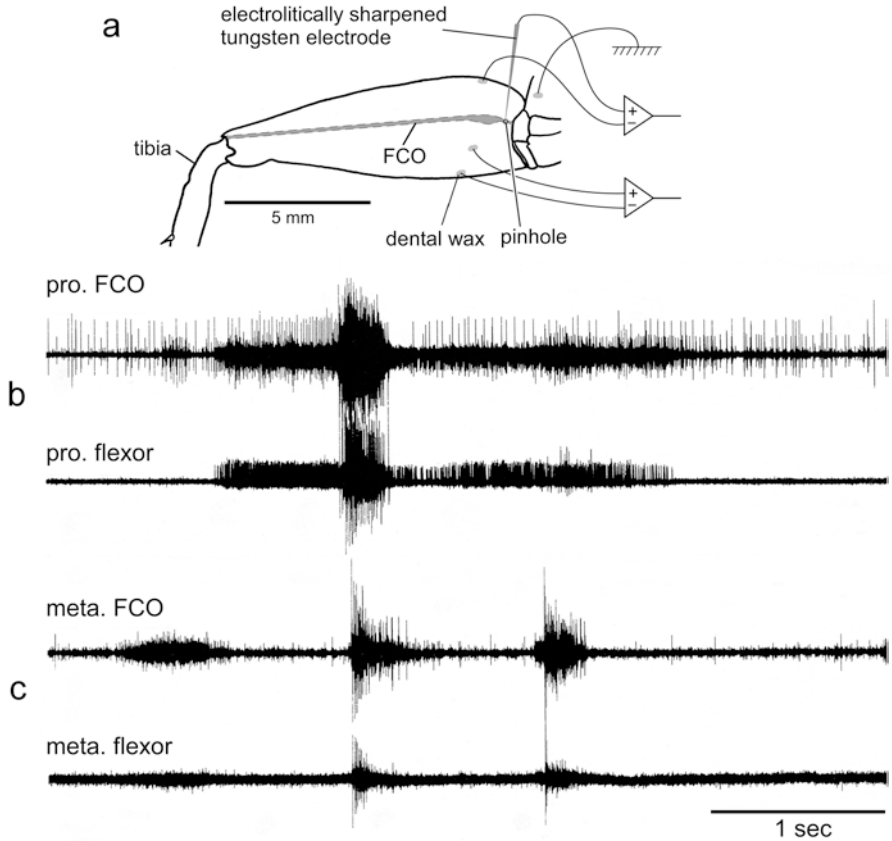 a
electrolitically sharpened
tungsten electrode
+
−
tibia
FCO
+
−
5 mm
dental wax
pinhole
pro. FCO
b
pro. flexor
meta. FCO
c
meta. flexor
1 sec